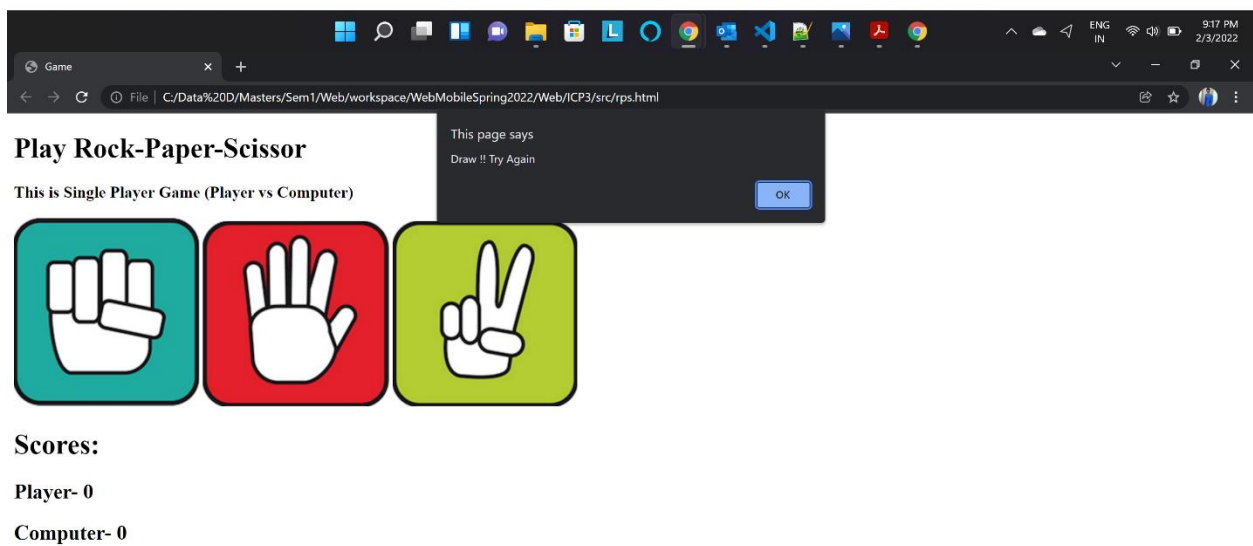 L
ENG
IN
9:17 PM
2/3/2022
Game
File | C:/Data%20D/Masters/Sem1/Web/workspace/WebMobileSpring2022/Web/ICP3/src/rps.html
This page says
Draw !! Try Again
OK
Play Rock-Paper-Scissor
This is Single Player Game (Player vs Computer)
Scores:
Player- 0
Computer- 0